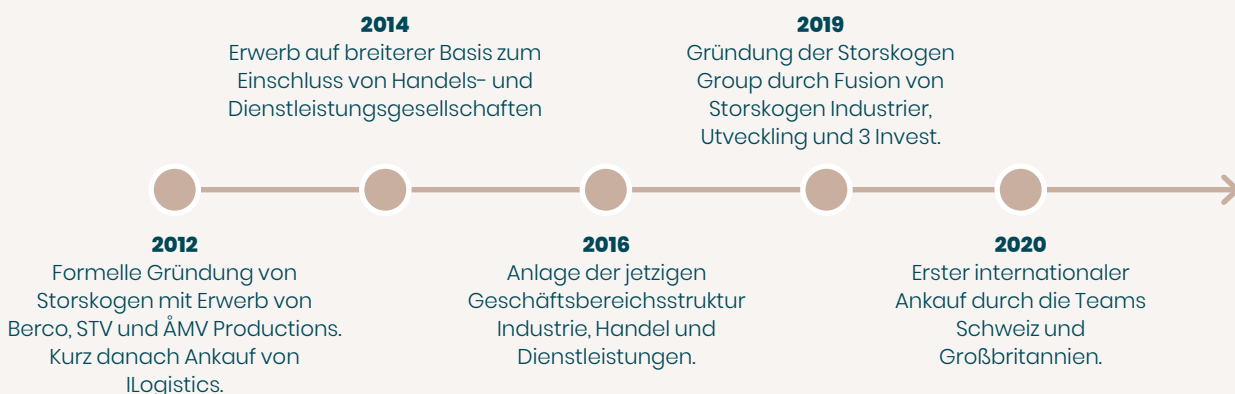 2014
Erwerb auf breiterer Basis zum
Einschluss von Handels- und
Dienstleistungsgesellschaften
2019
Gründung der Storskogen
Group durch Fusion von
Storskogen Industrier,
Utveckling und 3 Invest.
2012
Formelle Gründung von
Storskogen mit Erwerb von
Berco, STV und ÅMV Productions.
Kurz danach Ankauf von
ILogistics.
2016
Anlage der jetzigen
Geschäftsbereichsstruktur
Industrie, Handel und
Dienstleistungen.
2020
Erster internationaler
Ankauf durch die Teams
Schweiz und
Großbritannien.